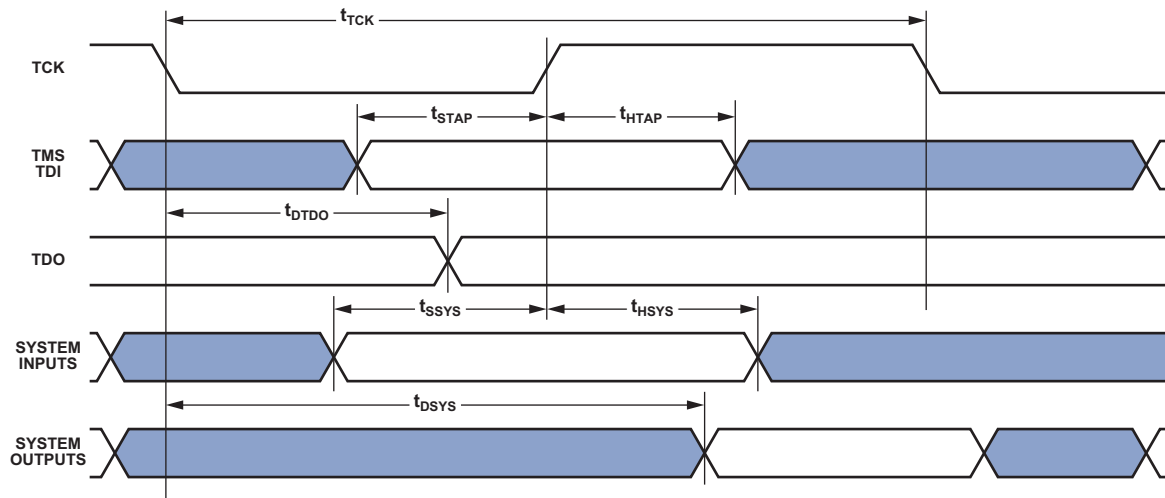 tTCK
TCK
tSTAP
tHTAP
TMS
TDI
tDTDO
TDO
tSSYS
tHSYS
SYSTEM
INPUTS
tDSYS
SYSTEM
OUTPUTS